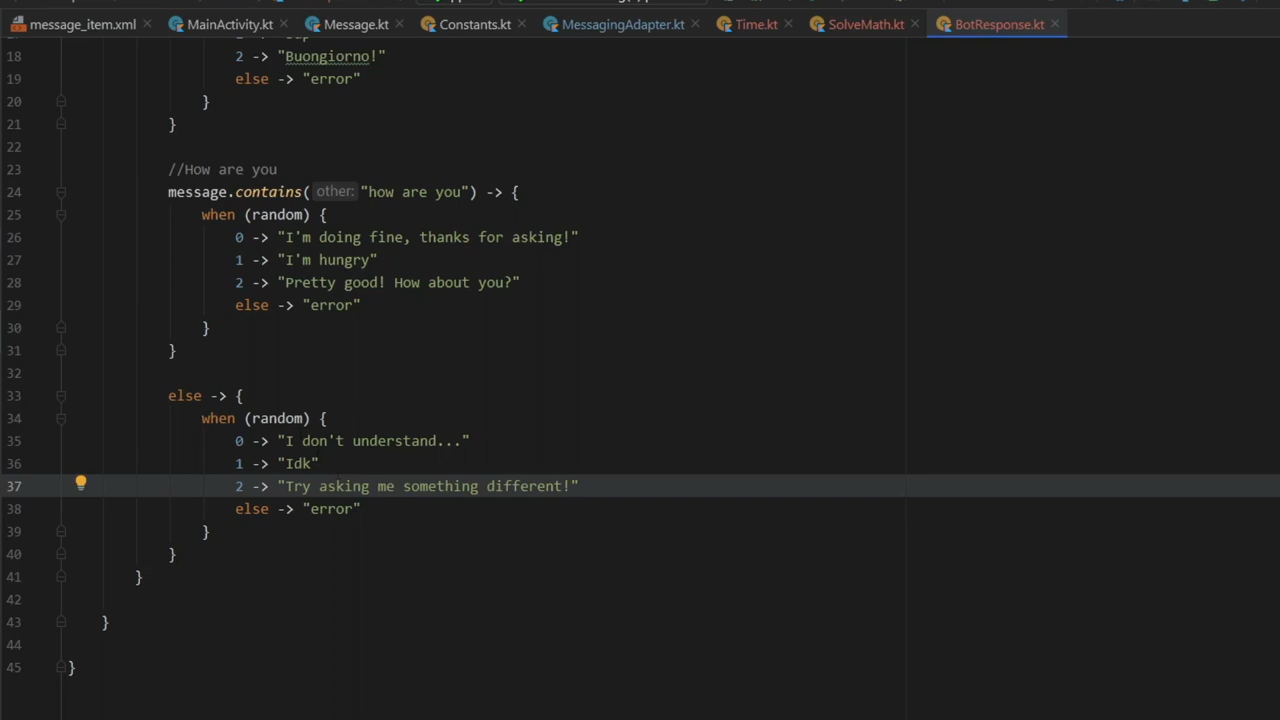 message_item.xml MainActivity.kt Message.kt Constants.kt MessagingAdapter.kt Time.kt SolveMath.kt BotResponse.kt
18 2 -> "Buongiorno!"
19 else -> "error"
20 }
21 }
22
23 //How are you
24 message.contains( other: "how are you") -> {
25 when (random) {
26 0 -> "I'm doing fine, thanks for asking!"
27 1 -> "I'm hungry"
28 2 -> "Pretty good! How about you?"
29 else -> "error"
30 }
31 }
32
33 else -> {
34 when (random) {
35 0 -> "I don't understand..."
36 1 -> "Idk"
37 2 -> "Try asking me something different!"
38 else -> "error"
39 }
40 }
41 }
42
43 }
44
45 }